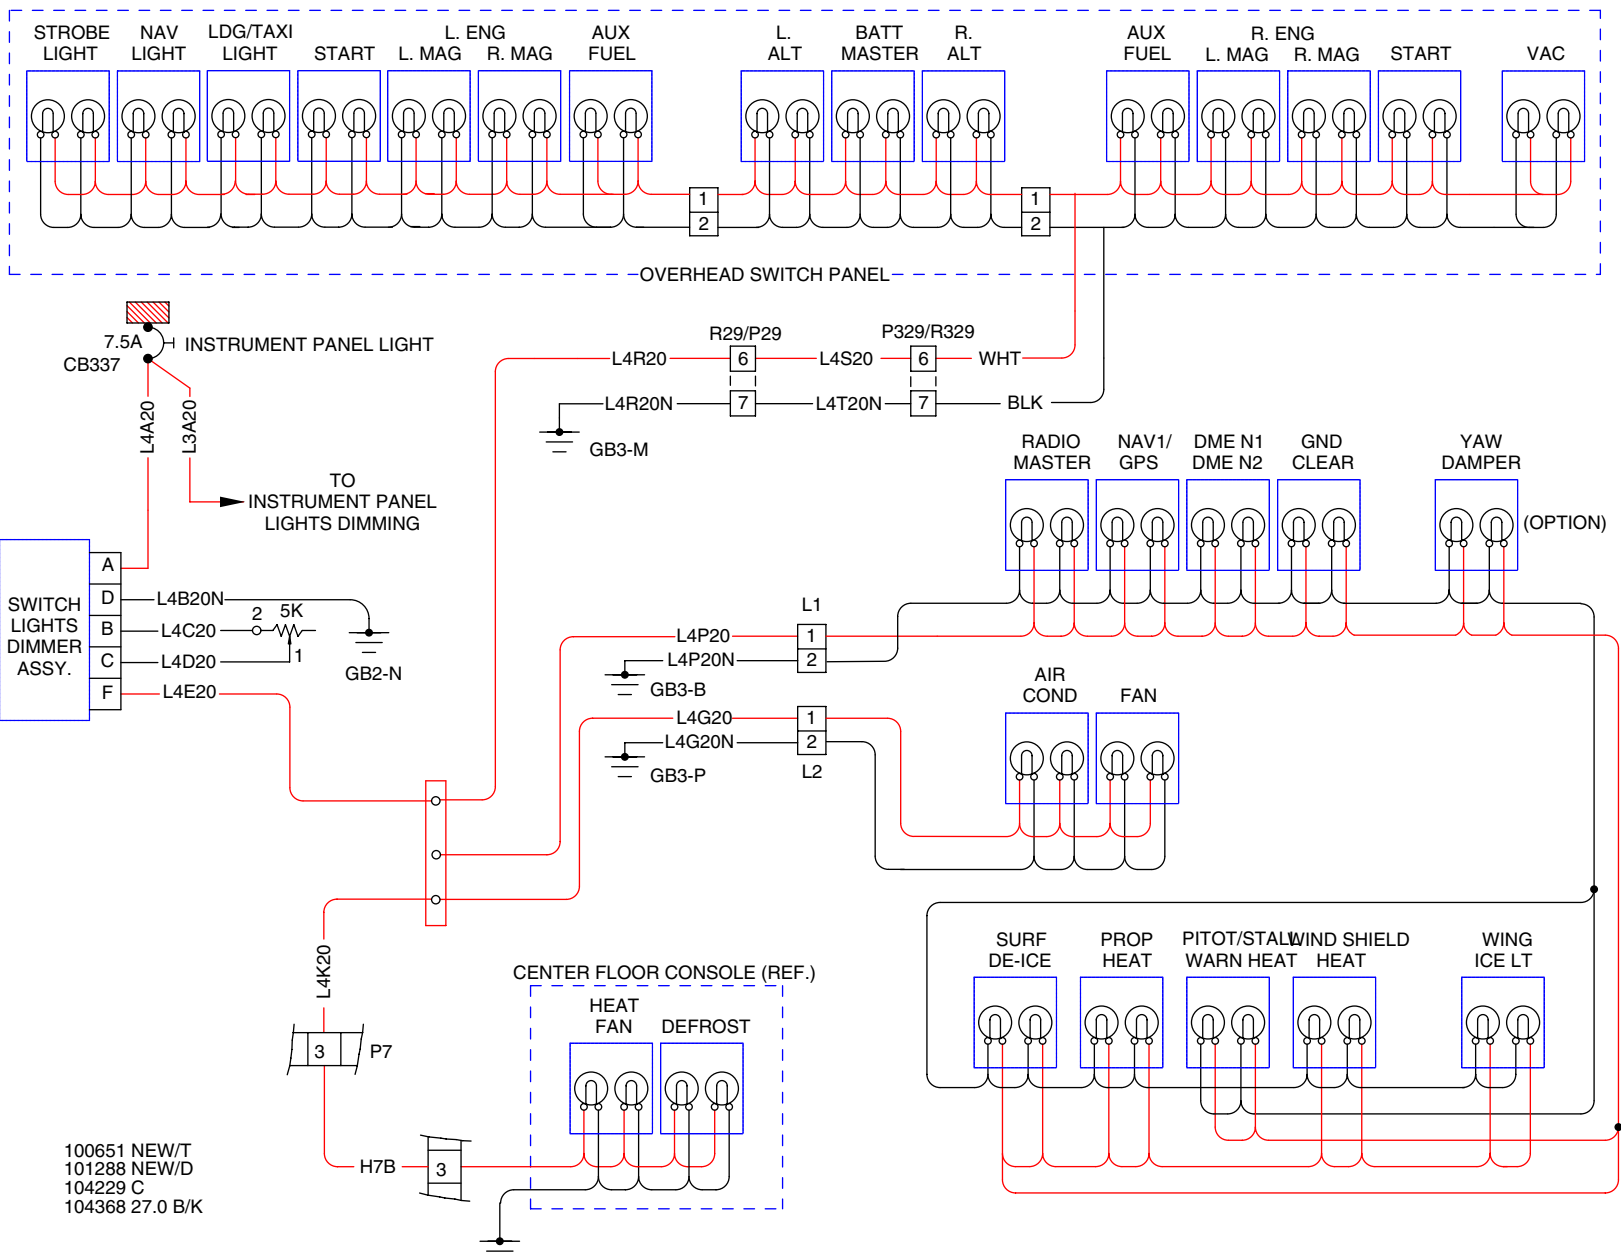 STROBE LIGHT
NAV LIGHT
LDG/TAXI LIGHT
START
L. ENG
L. MAG
R. MAG
AUX FUEL
L. ALT
BATT MASTER
R. ALT
AUX FUEL
R. ENG
L. MAG
R. MAG
START
VAC
1
2
1
2
OVERHEAD SWITCH PANEL
7.5A
INSTRUMENT PANEL LIGHT
CB337
L4A20
L3A20
TO
INSTRUMENT PANEL
LIGHTS DIMMING
R29/P29
P329/R329
L4R20
6
L4S20
6
WHT
L4R20N
7
L4T20N
7
BLK
GB3-M
RADIO MASTER
NAV1/ GPS
DME N1
DME N2
GND CLEAR
YAW DAMPER
(OPTION)
SWITCH
LIGHTS
DIMMER
ASSY.
A
D
B
C
F
L4B20N
L4C20
2
5K
L4D20
1
L4E20
GB2-N
L1
L4P20
1
L4P20N
2
GB3-B
L4G20
1
L4G20N
2
GB3-P
L2
AIR COND
FAN
L4K20
3
P7
H7B
3
CENTER FLOOR CONSOLE (REF.)
HEAT FAN
DEFROST
SURF DE-ICE
PROP HEAT
PITOT/STALL
WARN HEAT
WIND SHIELD
HEAT
WING ICE LT
100651 NEW/T
101288 NEW/D
104229 C
104368 27.0 B/K